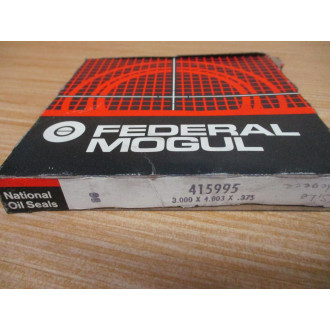 FEDERAL
MOGUL
National
Oil Seals
415995
3.000 X 4.003 X .375